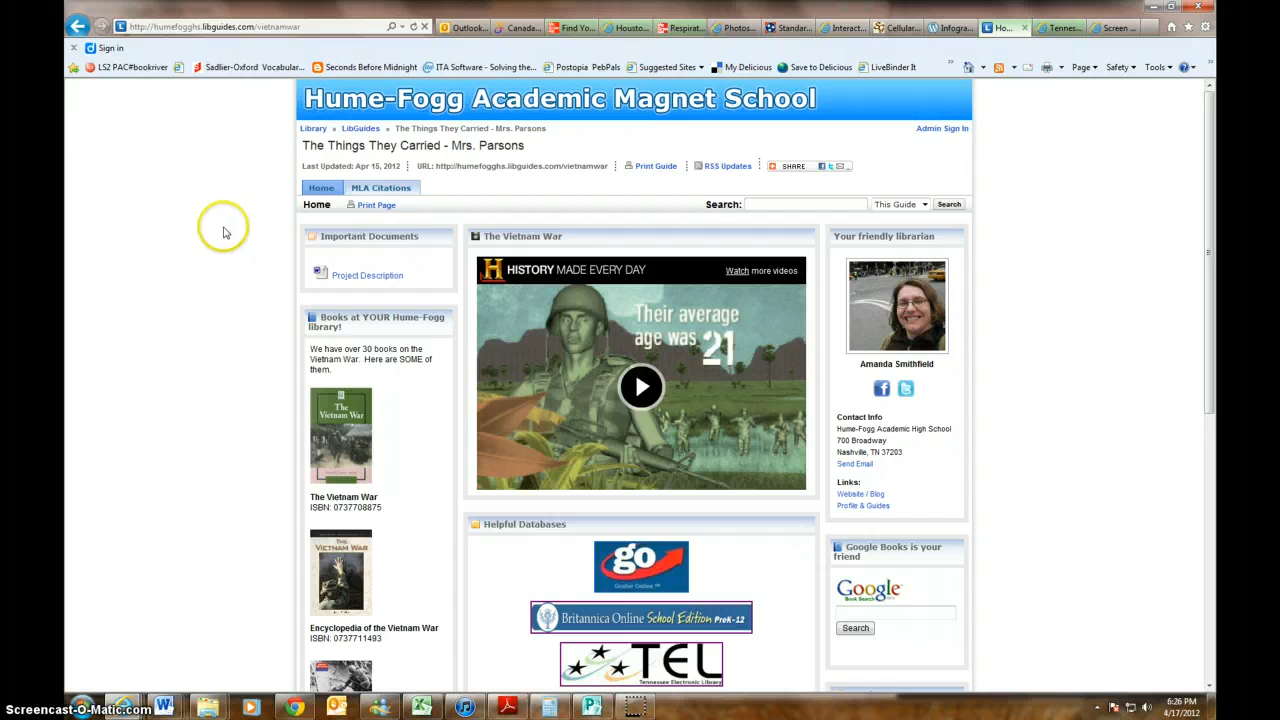 http://humefogghs.libguides.com/vietnamwar
Outlook...
Canada...
Find Yo...
Housto...
Respirat...
Photos...
Standar...
Interact...
Cellular...
Infogra...
Ho...
Tennes...
Screen ...
Sign in
LS2 PAC#bookriver
Sadlier-Oxford Vocabular...
Seconds Before Midnight
ITA Software - Solving the...
Postopia PebPals
Suggested Sites
My Delicious
Save to Delicious
LiveBinder It
Page
Safety
Tools
Hume-Fogg Academic Magnet School
Library » LibGuides » The Things They Carried - Mrs. Parsons
Admin Sign In
The Things They Carried - Mrs. Parsons
Last Updated: Apr 15, 2012
URL: http://humefogghs.libguides.com/vietnamwar
Print Guide
RSS Updates
SHARE
Home
MLA Citations
Home
Print Page
Search:
This Guide
Search
Important Documents
Project Description
Books at YOUR Hume-Fogg
library!
We have over 30 books on the
Vietnam War. Here are SOME of
them.
The
Vietnam War
The Vietnam War
ISBN: 0737708875
THE
VIETNAM WAR
Encyclopedia of the Vietnam War
ISBN: 0737711493
The Vietnam War
H HISTORY MADE EVERY DAY
Watch more videos
Their average
age was 21
Helpful Databases
go
Grolier Online™
Britannica Online School Edition PreK-12
TEL
Tennessee Electronic Library
Your friendly librarian
Amanda Smithfield
Contact Info
Hume-Fogg Academic High School
700 Broadway
Nashville, TN 37203
Send Email
Links:
Website / Blog
Profile & Guides
Google Books is your
friend
Google
Book Search
Search
Screencast-O-Matic.com
6:26 PM
4/17/2012